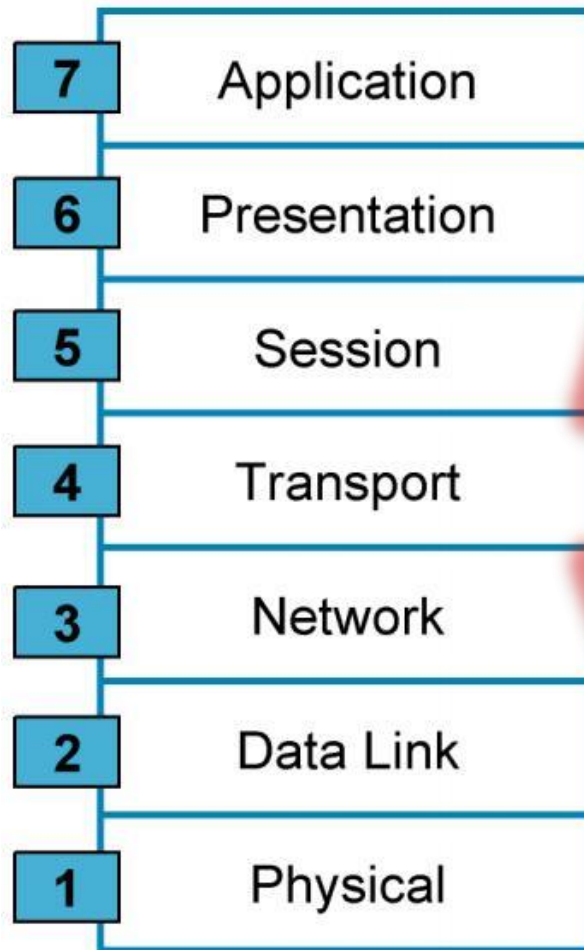 7 Application
6 Presentation
5 Session
4 Transport
3 Network
2 Data Link
1 Physical